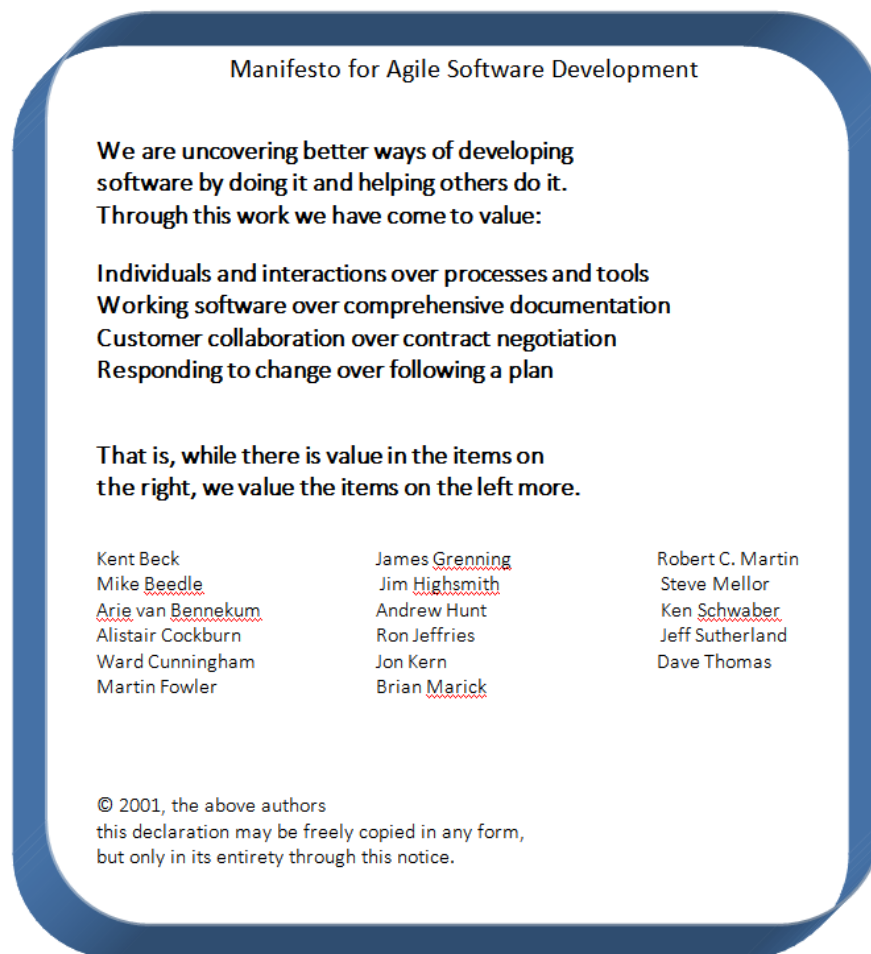 Manifesto for Agile Software Development
We are uncovering better ways of developing
software by doing it and helping others do it.
Through this work we have come to value:
Individuals and interactions over processes and tools
Working software over comprehensive documentation
Customer collaboration over contract negotiation
Responding to change over following a plan
That is, while there is value in the items on
the right, we value the items on the left more.
Kent Beck
Mike Beedle
Arie van Bennekum
Alistair Cockburn
Ward Cunningham
Martin Fowler
James Grenning
Jim Highsmith
Andrew Hunt
Ron Jeffries
Jon Kern
Brian Marick
Robert C. Martin
Steve Mellor
Ken Schwaber
Jeff Sutherland
Dave Thomas
© 2001, the above authors
this declaration may be freely copied in any form,
but only in its entirety through this notice.